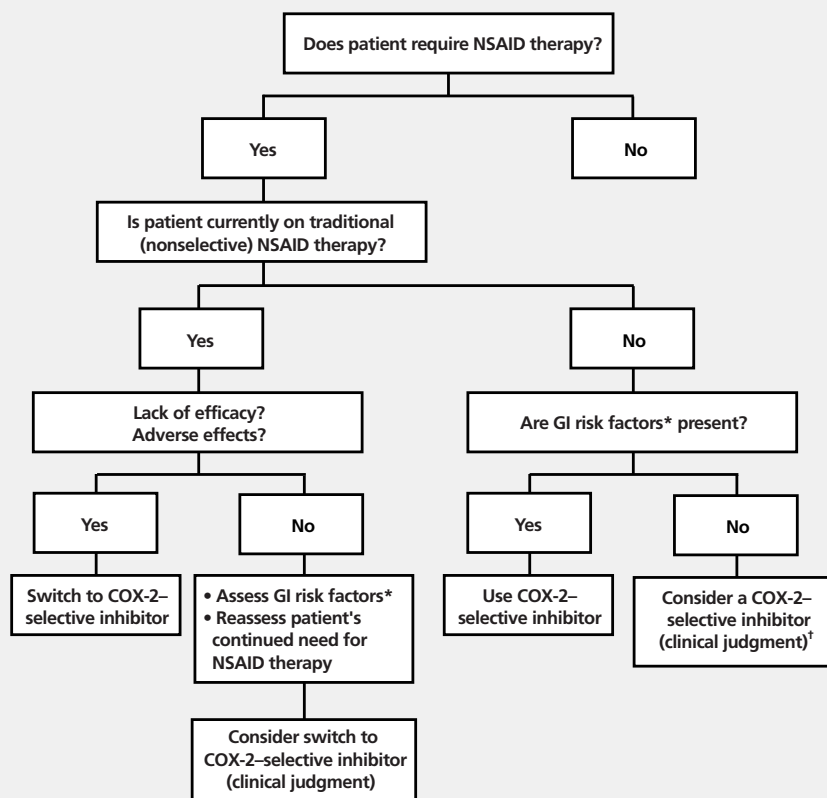 Does patient require NSAID therapy?
Yes
No
Is patient currently on traditional
(nonselective) NSAID therapy?
Yes
No
Lack of efficacy?
Adverse effects?
Are GI risk factors* present?
Yes
No
Yes
No
Switch to COX-2–
selective inhibitor
• Assess GI risk factors*
• Reassess patient's
continued need for
NSAID therapy
Use COX-2–
selective inhibitor
Consider a COX-2–
selective inhibitor
(clinical judgment)†
Consider switch to
COX-2–selective inhibitor
(clinical judgment)